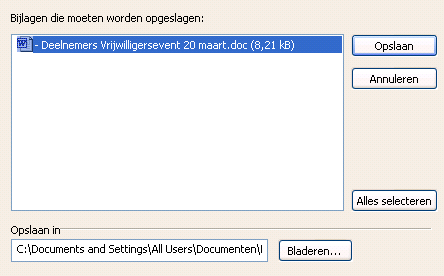 Bijlagen die moeten worden opgeslagen:
- Deelnemers Vrijwilligersevent 20 maart.doc (8,21 kB)
Opslaan
Annuleren
Alles selecteren
Opslaan in
C:\Documents and Settings\All Users\Documenten\
Bladeren...